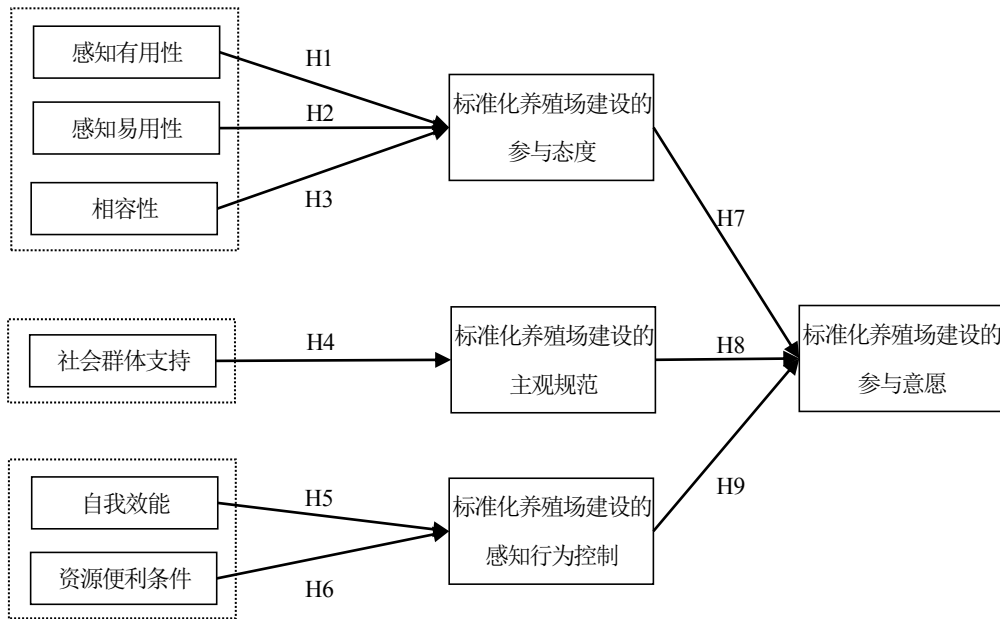 感知有用性
感知易用性
相容性
H1
H2
H3
标准化养殖场建设的
参与态度
H7
社会群体支持
H4
标准化养殖场建设的
主观规范
H8
标准化养殖场建设的
参与意愿
自我效能
资源便利条件
H5
H6
标准化养殖场建设的
感知行为控制
H9